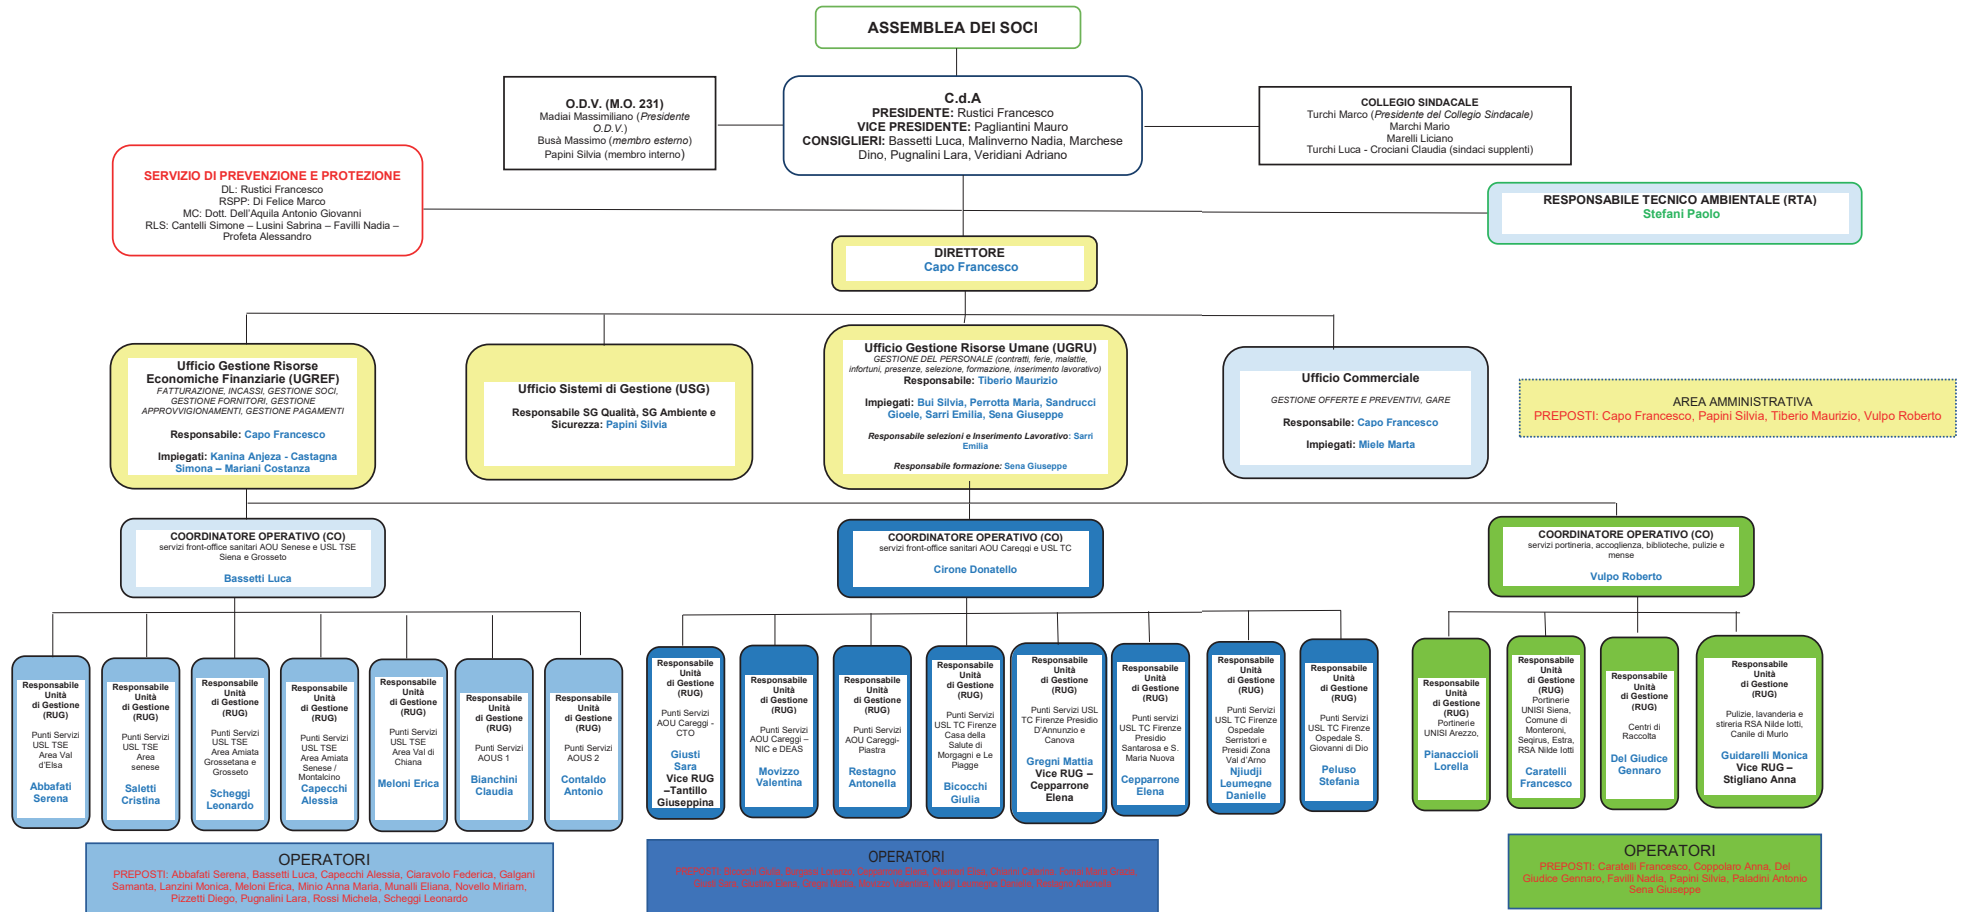 ASSEMBLEA DEI SOCI
O.D.V. (M.O. 231)
Madiai Massimiliano (Presidente
O.D.V.)
Busà Massimo (membro esterno)
Papini Silvia (membro interno)
C.d.A
PRESIDENTE: Rustici Francesco
VICE PRESIDENTE: Pagliantini Mauro
CONSIGLIERI: Bassetti Luca, Malinverno Nadia, Marchese
Dino, Pugnalini Lara, Veridiani Adriano
COLLEGIO SINDACALE
Turchi Marco (Presidente del Collegio Sindacale)
Marchi Mario
Marelli Liciano
Turchi Luca - Crociani Claudia (sindaci supplenti)
SERVIZIO DI PREVENZIONE E PROTEZIONE
DL: Rustici Francesco
RSPP: Di Felice Marco
MC: Dott. Dell'Aquila Antonio Giovanni
RLS: Cantelli Simone – Lusini Sabrina – Favilli Nadia –
Profeta Alessandro
RESPONSABILE TECNICO AMBIENTALE (RTA)
Stefani Paolo
DIRETTORE
Capo Francesco
Ufficio Gestione Risorse
Economiche Finanziarie (UGREF)
FATTURAZIONE, INCASSI, GESTIONE SOCI,
GESTIONE FORNITORI, GESTIONE
APPROVVIGIONAMENTI, GESTIONE PAGAMENTI
Responsabile: Capo Francesco
Impiegati: Kanina Anjeza - Castagna
Simona – Mariani Costanza
Ufficio Sistemi di Gestione (USG)
Responsabile SG Qualità, SG Ambiente e
Sicurezza: Papini Silvia
Ufficio Gestione Risorse Umane (UGRU)
GESTIONE DEL PERSONALE (contratti, ferie, malattie,
infortuni, presenze, selezione, formazione, inserimento lavorativo)
Responsabile: Tiberio Maurizio
Impiegati: Bui Silvia, Perrotta Maria, Sandrucci
Gioele, Sarri Emilia, Sena Giuseppe
Responsabile selezioni e Inserimento Lavorativo: Sarri
Emilia
Responsabile formazione: Sena Giuseppe
Ufficio Commerciale
GESTIONE OFFERTE E PREVENTIVI, GARE
Responsabile: Capo Francesco
Impiegati: Miele Marta
AREA AMMINISTRATIVA
PREPOSTI: Capo Francesco, Papini Silvia, Tiberio Maurizio, Vulpo Roberto
COORDINATORE OPERATIVO (CO)
servizi front-office sanitari AOU Senese e USL TSE
Siena e Grosseto
Bassetti Luca
COORDINATORE OPERATIVO (CO)
servizi front-office sanitari AOU Careggi e USL TC
Cirone Donatello
COORDINATORE OPERATIVO (CO)
servizi portineria, accoglienza, biblioteche, pulizie e
mense
Vulpo Roberto
Responsabile
Unità
di Gestione
(RUG)
Punti Servizi
USL TSE
Area Val
d'Elsa
Abbafati
Serena
Responsabile
Unità
di Gestione
(RUG)
Punti Servizi
USL TSE
Area
senese
Saletti
Cristina
Responsabile
Unità
di Gestione
(RUG)
Punti Servizi
USL TSE
Area Amiata
Grossetana e
Grosseto
Scheggi
Leonardo
Responsabile
Unità
di Gestione
(RUG)
Punti Servizi
USL TSE
Area Amiata
Senese /
Montalcino
Capecchi
Alessia
Responsabile
Unità
di Gestione
(RUG)
Punti Servizi
USL TSE
Area Val di
Chiana
Meloni Erica
Responsabile
Unità
di Gestione
(RUG)
Punti Servizi
AOUS 1
Bianchini
Claudia
Responsabile
Unità
di Gestione
(RUG)
Punti Servizi
AOUS 2
Contaldo
Antonio
Responsabile
Unità
di Gestione
(RUG)
Punti Servizi
AOU Careggi -
CTO
Giusti
Sara
Vice RUG
–Tantillo
Giuseppina
Responsabile
Unità
di Gestione
(RUG)
Punti Servizi
AOU Careggi –
NIC e DEAS
Movizzo
Valentina
Responsabile
Unità
di Gestione
(RUG)
Punti Servizi
AOU Careggi-
Piastra
Restagno
Antonella
Responsabile
Unità
di Gestione
(RUG)
Punti Servizi
USL TC Firenze
Casa della
Salute di
Morgagni e Le
Piagge
Bicocchi
Giulia
Responsabile
Unità
di Gestione
(RUG)
Punti Servizi USL
TC Firenze Presidio
D'Annunzio e
Canova
Gregni Mattia
Vice RUG –
Cepparrone
Elena
Responsabile
Unità
di Gestione
(RUG)
Punti servizi
USL TC Firenze
Presidio
Santarosa e S.
Maria Nuova
Cepparrone
Elena
Responsabile
Unità
di Gestione
(RUG)
Punti Servizi
USL TC Firenze
Ospedale
Serristori e
Presidi Zona
Val d'Arno
Njiudji
Leumegne
Danielle
Responsabile
Unità
di Gestione
(RUG)
Punti Servizi
USL TC Firenze
Ospedale S.
Giovanni di Dio
Peluso
Stefania
Responsabile
Unità
di Gestione
(RUG)
Portinerie
UNISI Arezzo,
Pianaccioli
Lorella
Responsabile
Unità
di Gestione
(RUG)
Portinerie
UNISI Siena,
Comune di
Monteroni,
Seqirus, Estra,
RSA Nilde Iotti
Caratelli
Francesco
Responsabile
Unità
di Gestione
(RUG)
Centri di
Raccolta
Del Giudice
Gennaro
Responsabile
Unità
di Gestione
(RUG)
Pulizie, lavanderia e
stireria RSA Nilde Iotti,
Canile di Murlo
Guidarelli Monica
Vice RUG –
Stigliano Anna
OPERATORI
PREPOSTI: Abbafati Serena, Bassetti Luca, Capecchi Alessia, Ciaravolo Federica, Galgani
Samanta, Lanzini Monica, Meloni Erica, Minio Anna Maria, Munalli Eliana, Novello Miriam,
Pizzetti Diego, Pugnalini Lara, Rossi Michela, Scheggi Leonardo
OPERATORI
OPERATORI
PREPOSTI: Caratelli Francesco, Coppolaro Anna, Del
Giudice Gennaro, Favilli Nadia, Papini Silvia, Paladini Antonio
Sena Giuseppe